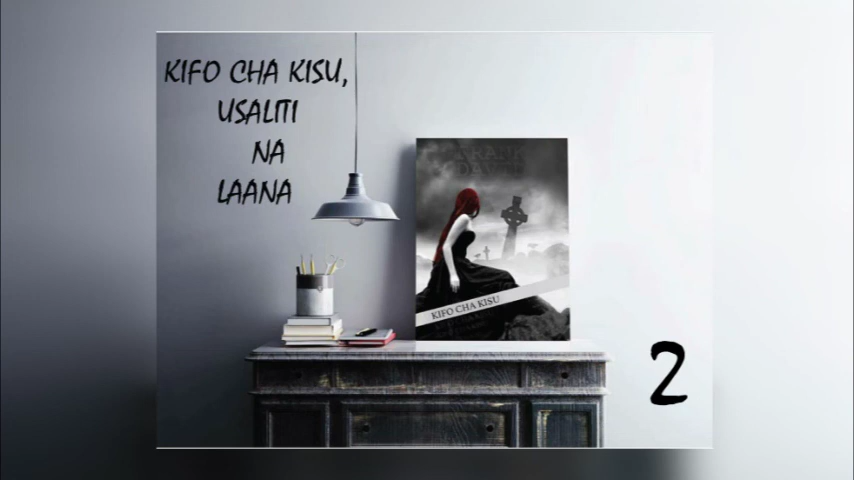 KIFO CHA KISU,
USALITI
NA
LAANA
KIFO CHA KISU
2